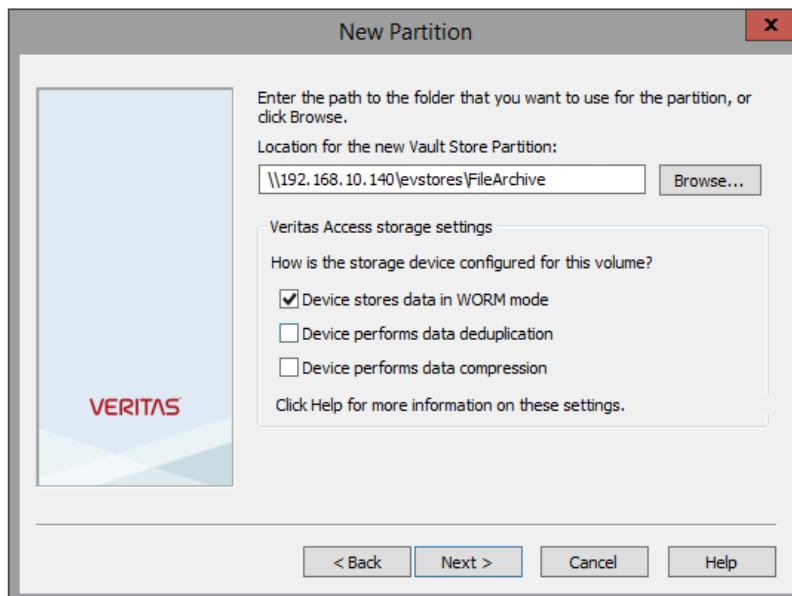 New Partition
x
Enter the path to the folder that you want to use for the partition, or
click Browse.
Location for the new Vault Store Partition:
\\192.168.10.140\evstores\FileArchive
Browse...
Veritas Access storage settings
How is the storage device configured for this volume?
Device stores data in WORM mode
Device performs data deduplication
Device performs data compression
Click Help for more information on these settings.
VERITAS
< Back
Next >
Cancel
Help